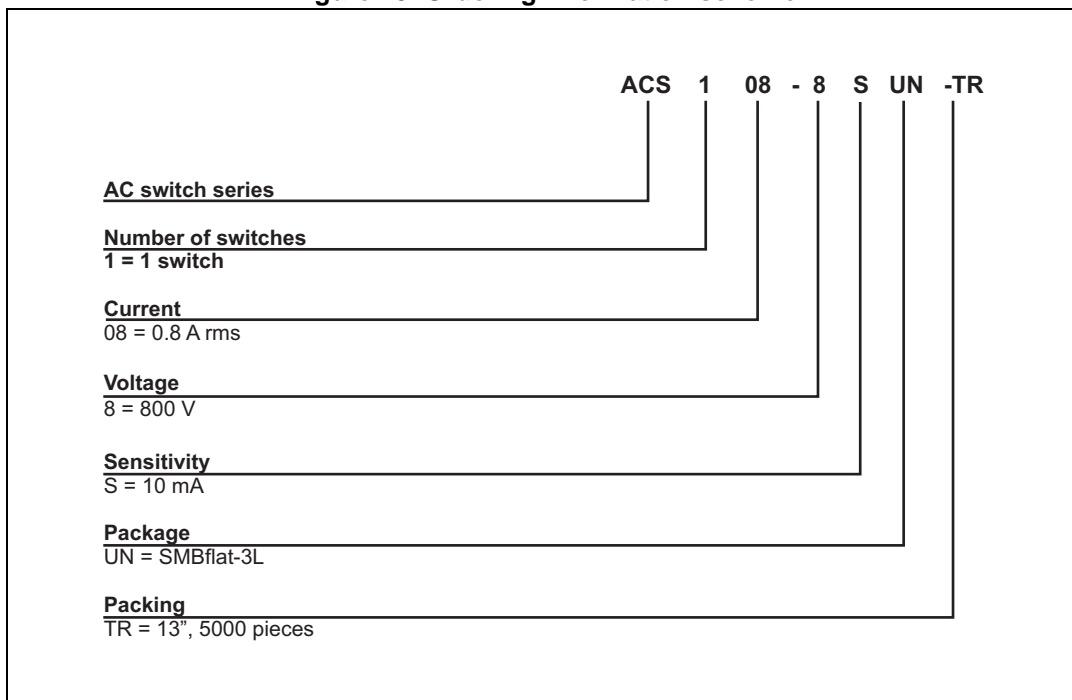 ACS 1 08 - 8 S UN -TR
AC switch series
Number of switches
1 = 1 switch
Current
08 = 0.8 A rms
Voltage
8 = 800 V
Sensitivity
S = 10 mA
Package
UN = SMBflat-3L
Packing
TR = 13”, 5000 pieces